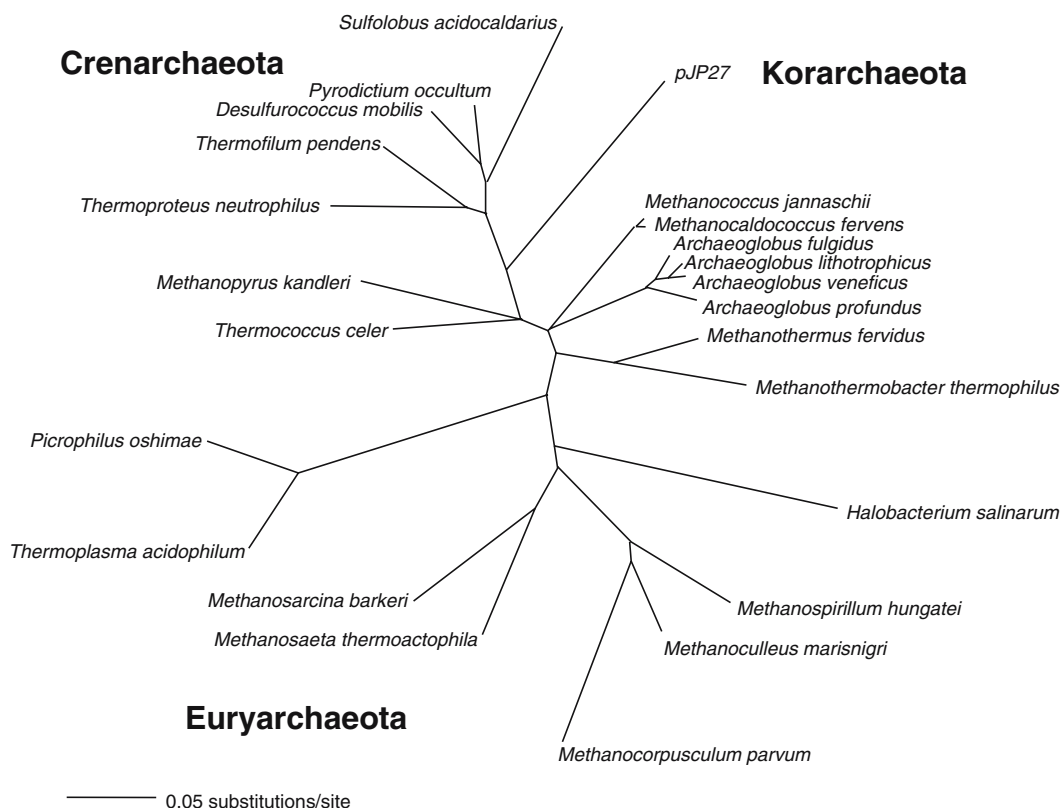 Sulfolobus acidocaldarius
Crenarchaeota
pJP27
Korarchaeota
Pyrodictium occultum
Desulfurococcus mobilis
Thermofilum pendens
Thermoproteus neutrophilus
Methanococcus jannaschii
Methanocaldococcus fervens
Archaeoglobus fulgidus
Archaeoglobus lithotrophicus
Archaeoglobus veneficus
Archaeoglobus profundus
Methanopyrus kandleri
Thermococcus celer
Methanothermus fervidus
Methanothermobacter thermophilus
Picrophilus oshimae
Halobacterium salinarum
Thermoplasma acidophilum
Methanosarcina barkeri
Methanospirillum hungatei
Methanosaeta thermoactophila
Methanoculleus marisnigri
Euryarchaeota
Methanocorpusculum parvum
0.05 substitutions/site